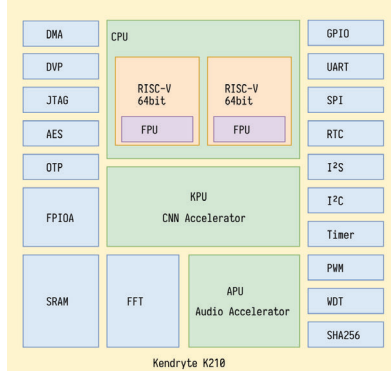 DMA
DVP
JTAG
AES
OTP
FPIOA
SRAM
CPU
RISC-V
64bit
FPU
RISC-V
64bit
FPU
KPU
CNN Accelerator
FFT
APU
Audio Accelerator
GPIO
UART
SPI
RTC
I²S
I²C
Timer
PWM
WDT
SHA256
Kendryte K210